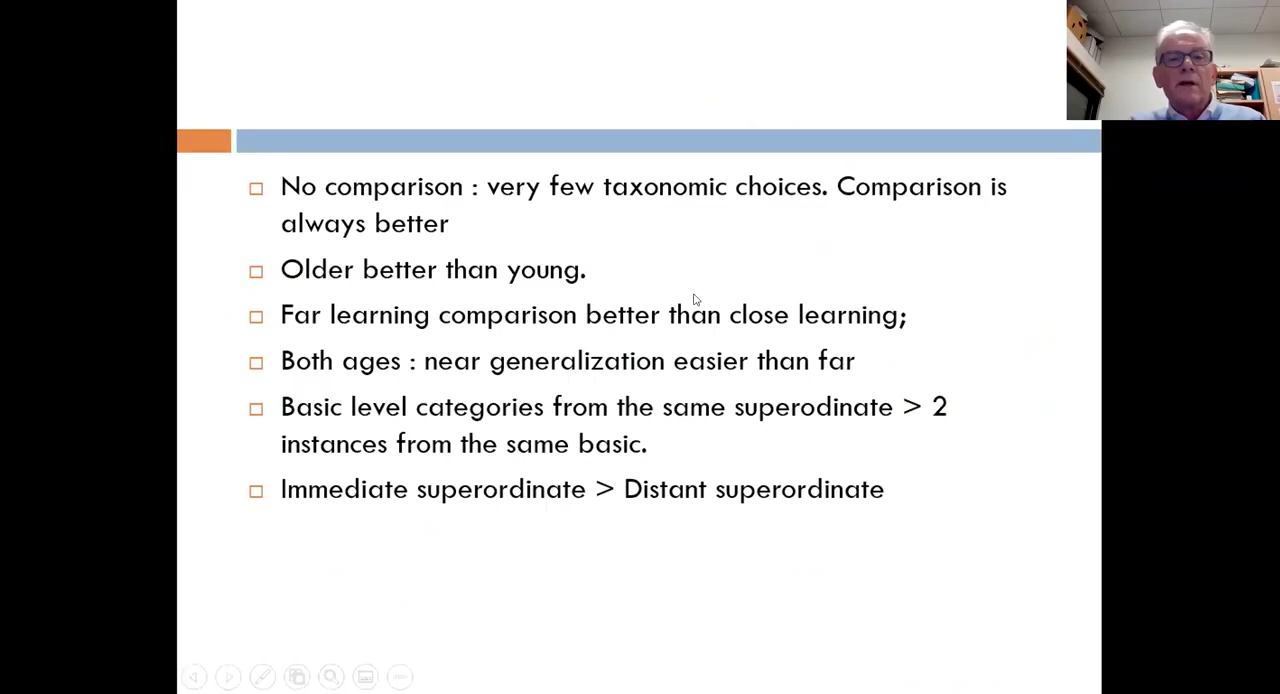 No comparison : very few taxonomic choices. Comparison is
always better
Older better than young.
Far learning comparison better than close learning;
Both ages : near generalization easier than far
Basic level categories from the same superodinate > 2
instances from the same basic.
Immediate superordinate > Distant superordinate